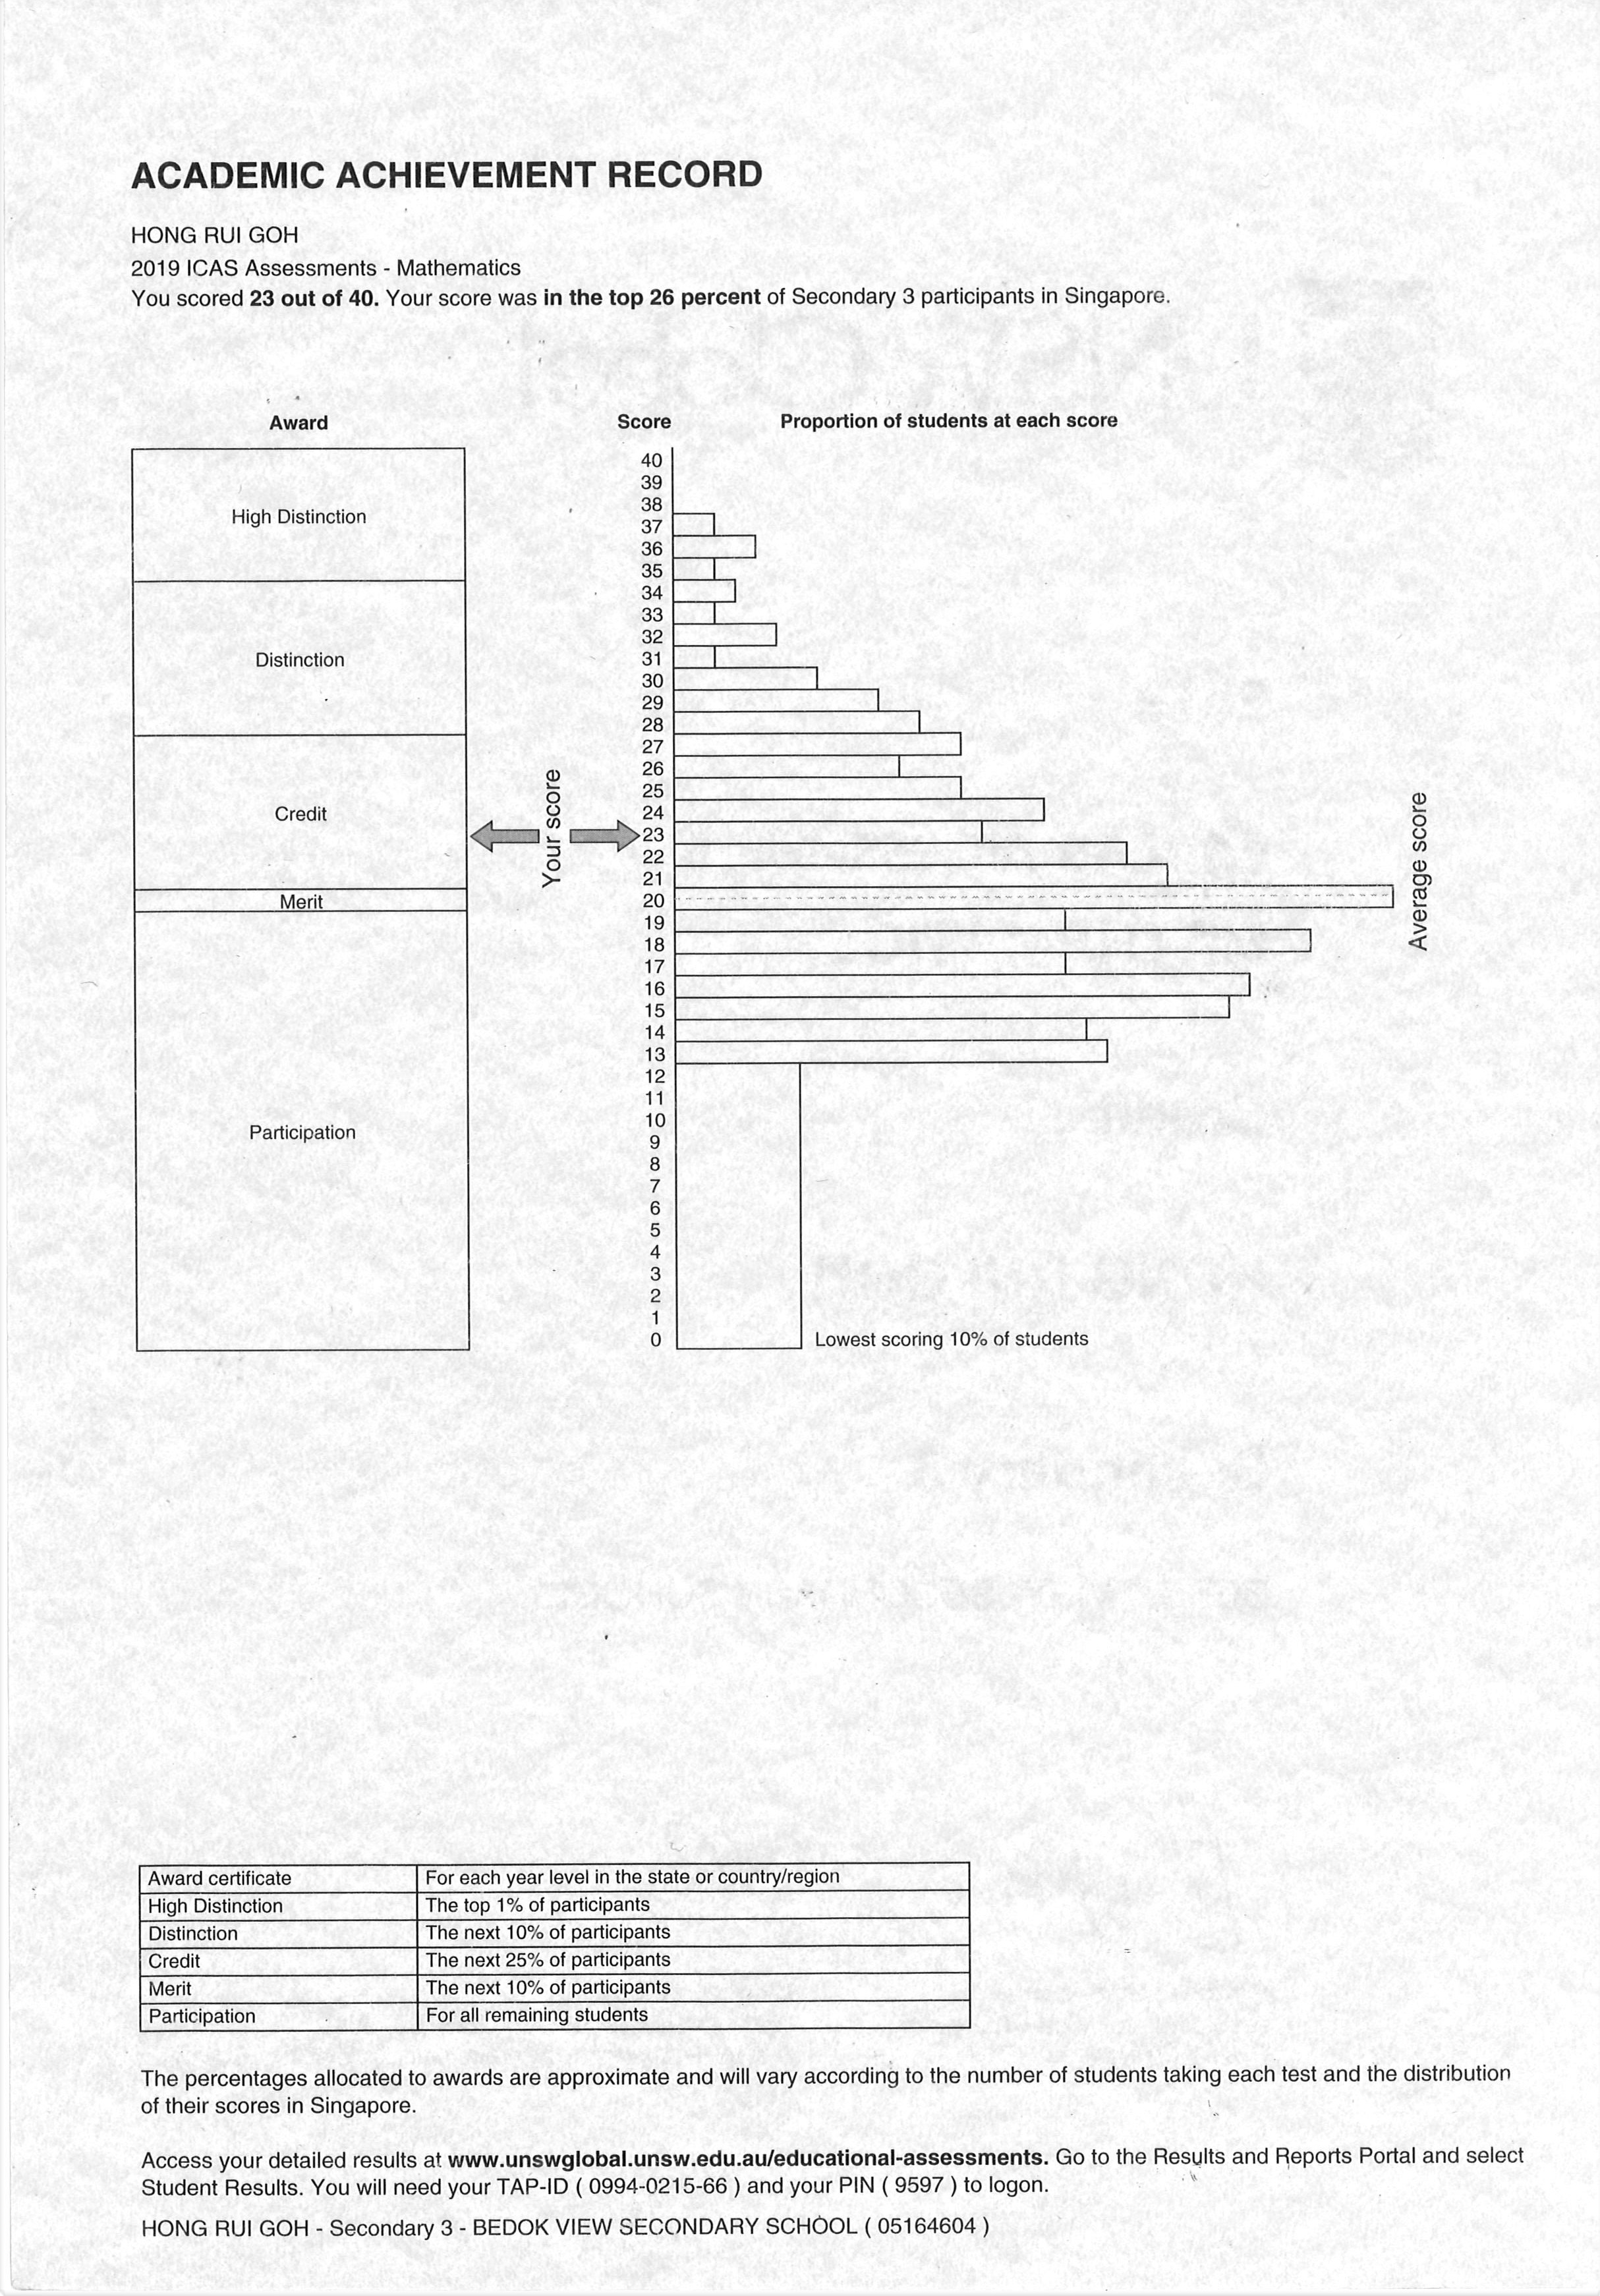 ACADEMIC ACHIEVEMENT RECORD
HONG RUI GOH
2019 ICAS Assessments - Mathematics
You scored 23 out of 40. Your score was in the top 26 percent of Secondary 3 participants in Singapore.
Award
Score
Proportion of students at each score
High Distinction
Distinction
Credit
Merit
Participation
Your score
40
39
38
37
36
35
34
33
32
31
30
29
28
27
26
25
24
23
22
21
20
19
18
17
16
15
14
13
12
11
10
9
8
7
6
5
4
3
2
1
0
Average score
Lowest scoring 10% of students
Award certificate For each year level in the state or country/region
High Distinction The top 1% of participants
Distinction The next 10% of participants
Credit The next 25% of participants
Merit The next 10% of participants
Participation For all remaining students
The percentages allocated to awards are approximate and will vary according to the number of students taking each test and the distribution
of their scores in Singapore.
Access your detailed results at www.unswglobal.unsw.edu.au/educational-assessments. Go to the Results and Reports Portal and select
Student Results. You will need your TAP-ID ( 0994-0215-66 ) and your PIN ( 9597 ) to logon.
HONG RUI GOH - Secondary 3 - BEDOK VIEW SECONDARY SCHOOL ( 05164604 )